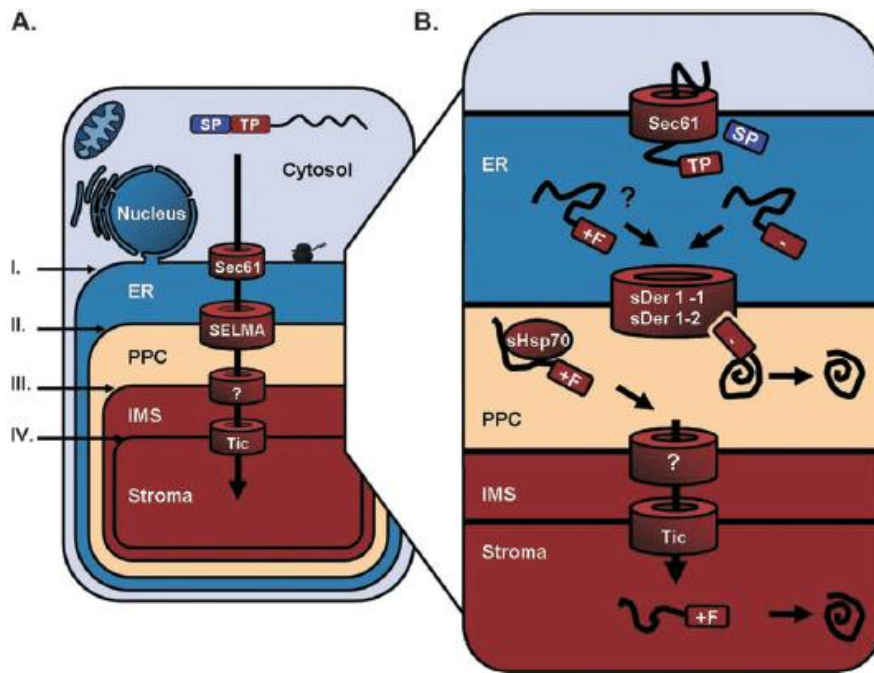 A.
SP TP
Cytosol
Nucleus
I.
Sec61
ER
II.
SELMA
PPC
III.
?
IMS
IV.
Tic
Stroma
B.
Sec61
SP
TP
ER
?
+F
-
sDer 1-1
sDer 1-2
sHsp70
-
+F
PPC
?
IMS
Tic
Stroma
+F